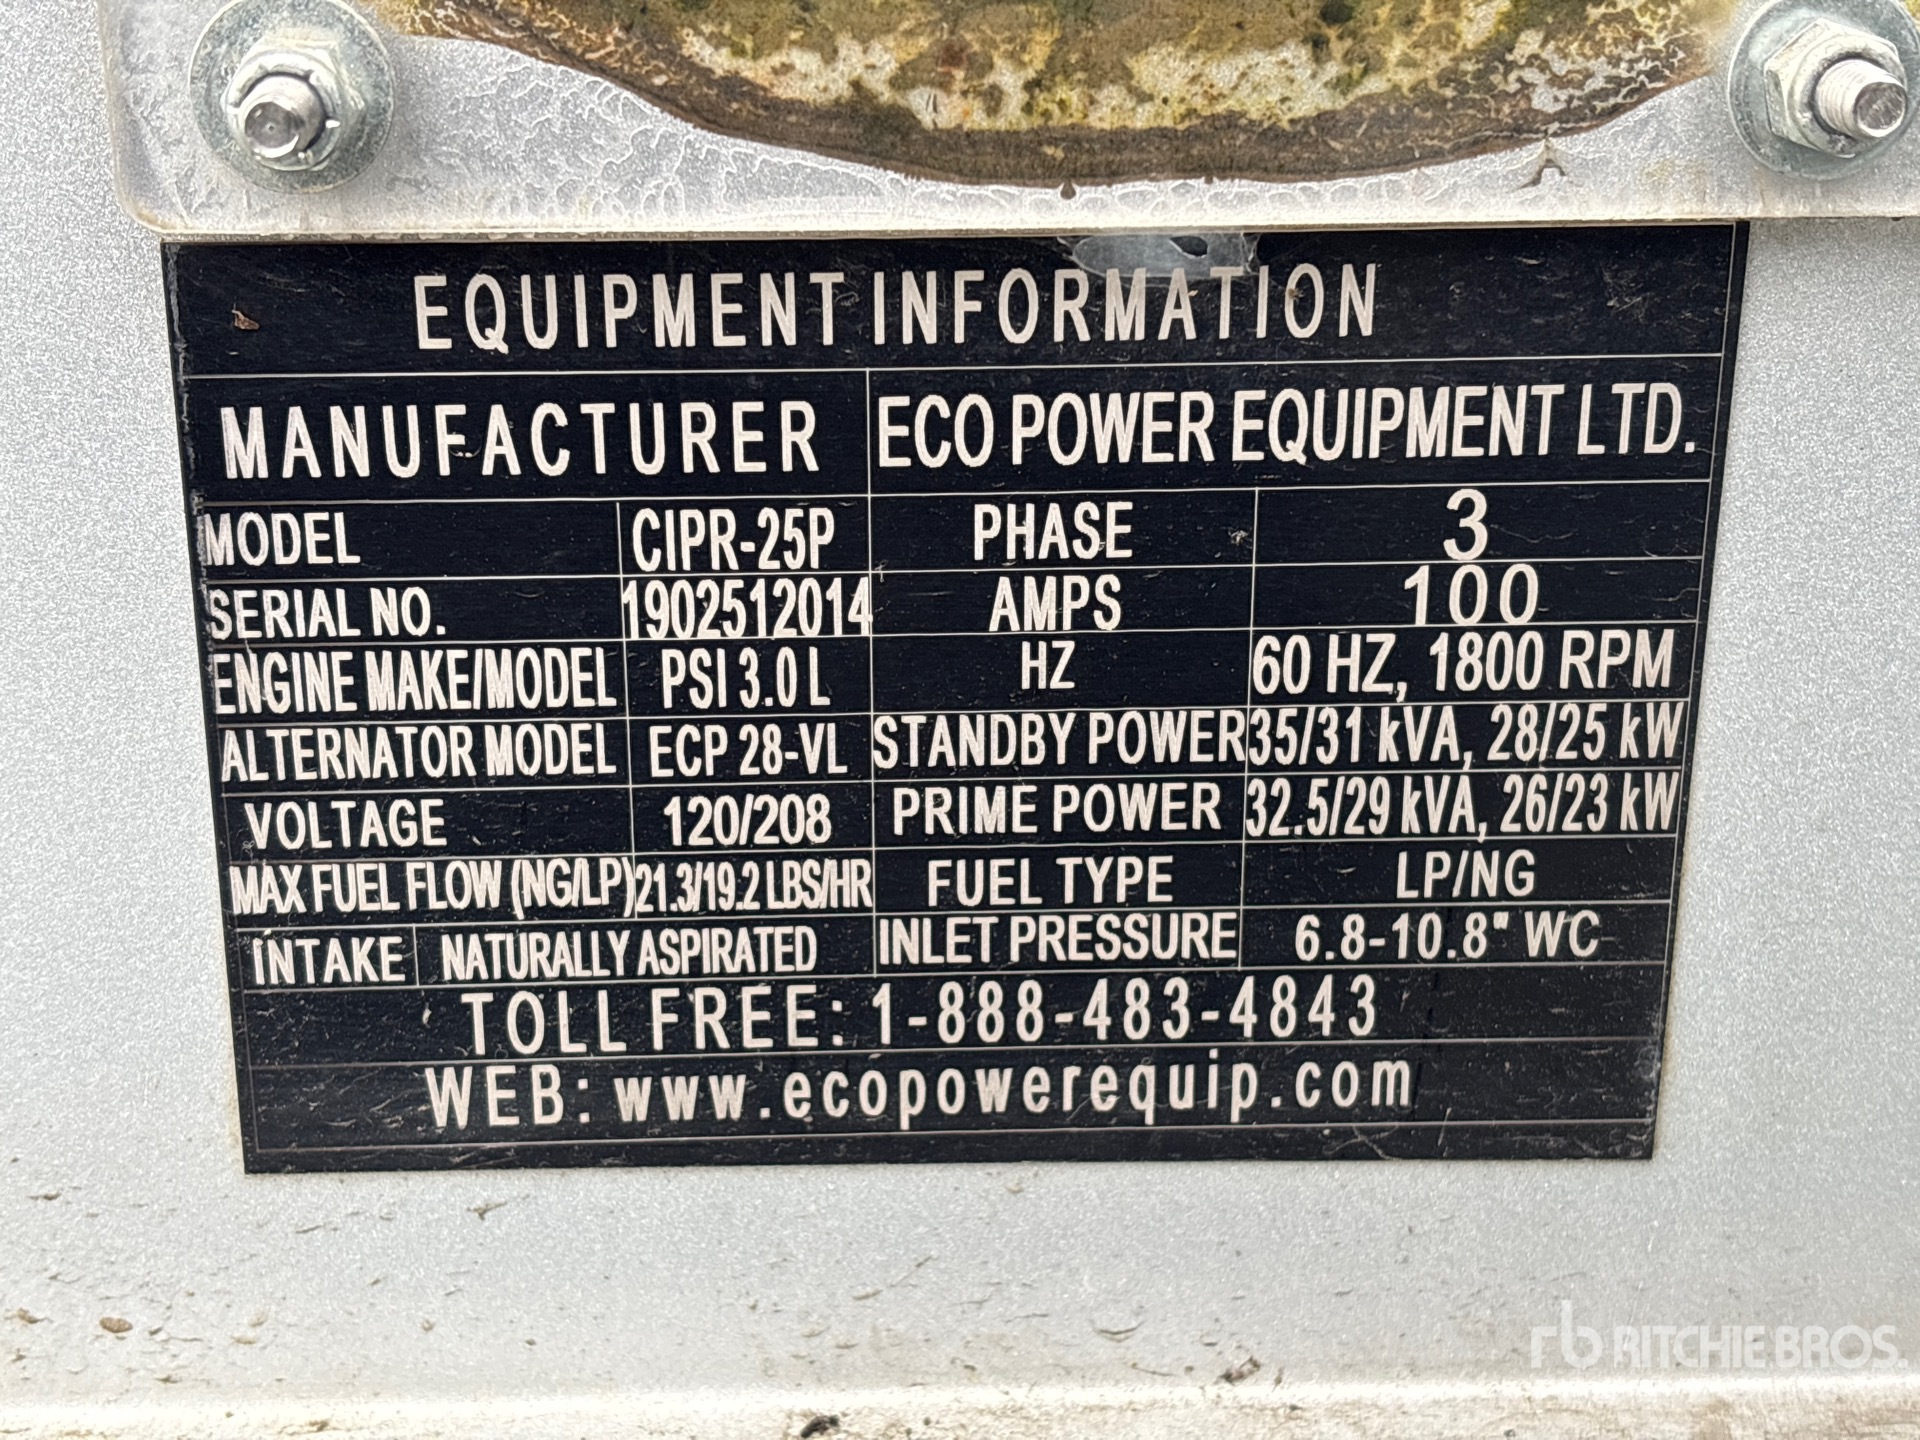 EQUIPMENT INFORMATION
MANUFACTURER ECO POWER EQUIPMENT LTD.
MODEL CIPR-25P PHASE 3
SERIAL NO. 1902512014 AMPS 100
ENGINE MAKE/MODEL PSI 3.0 L HZ 60 HZ, 1800 RPM
ALTERNATOR MODEL ECP 28-VL STANDBY POWER 35/31 kVA, 28/25 kW
VOLTAGE 120/208 PRIME POWER 32.5/29 kVA, 26/23 kW
MAX FUEL FLOW (NG/LP) 21.3/19.2 LBS/HR FUEL TYPE LP/NG
INTAKE NATURALLY ASPIRATED INLET PRESSURE 6.8-10.8" WC
TOLL FREE: 1-888-483-4843
WEB: www.ecopowerequip.com
rb RITCHIE BROS.